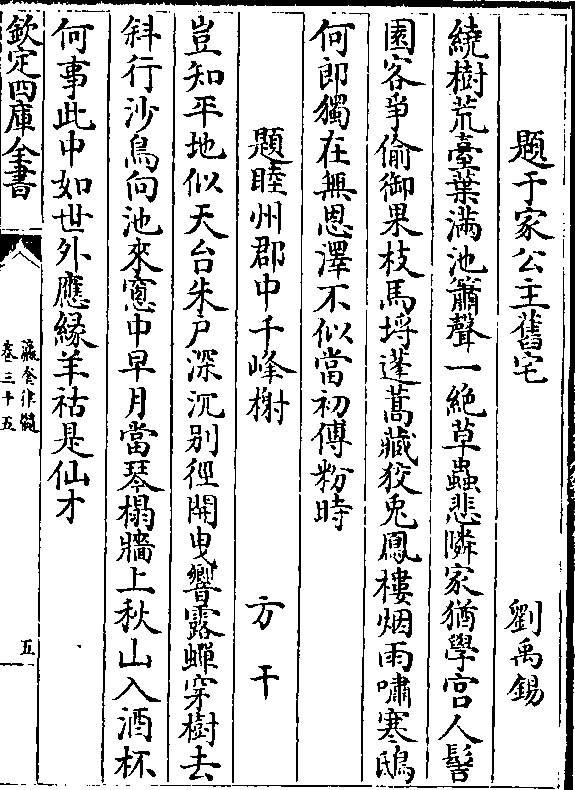 題于家公主舊宅 劉禹錫
繞樹荒臺葉滿池簫聲一絶草蟲悲隣家猶學宫人髻
園客爭偷御果枝馬埒蓬蒿藏狡兎鳳樓烟雨嘯寒鴟
何郎獨在無恩澤不似當初傅粉時
題睦州郡中千峰榭 方干
豈知平地似天台朱户深沉别徑開曳響露蟬穿樹去
斜行沙鳥向池來窻中早月當琴榻牆上秋山入酒杯
何事此中如世外應緣羊祜是仙才
欽定四庫全書
瀛奎律髓
卷三十五
五